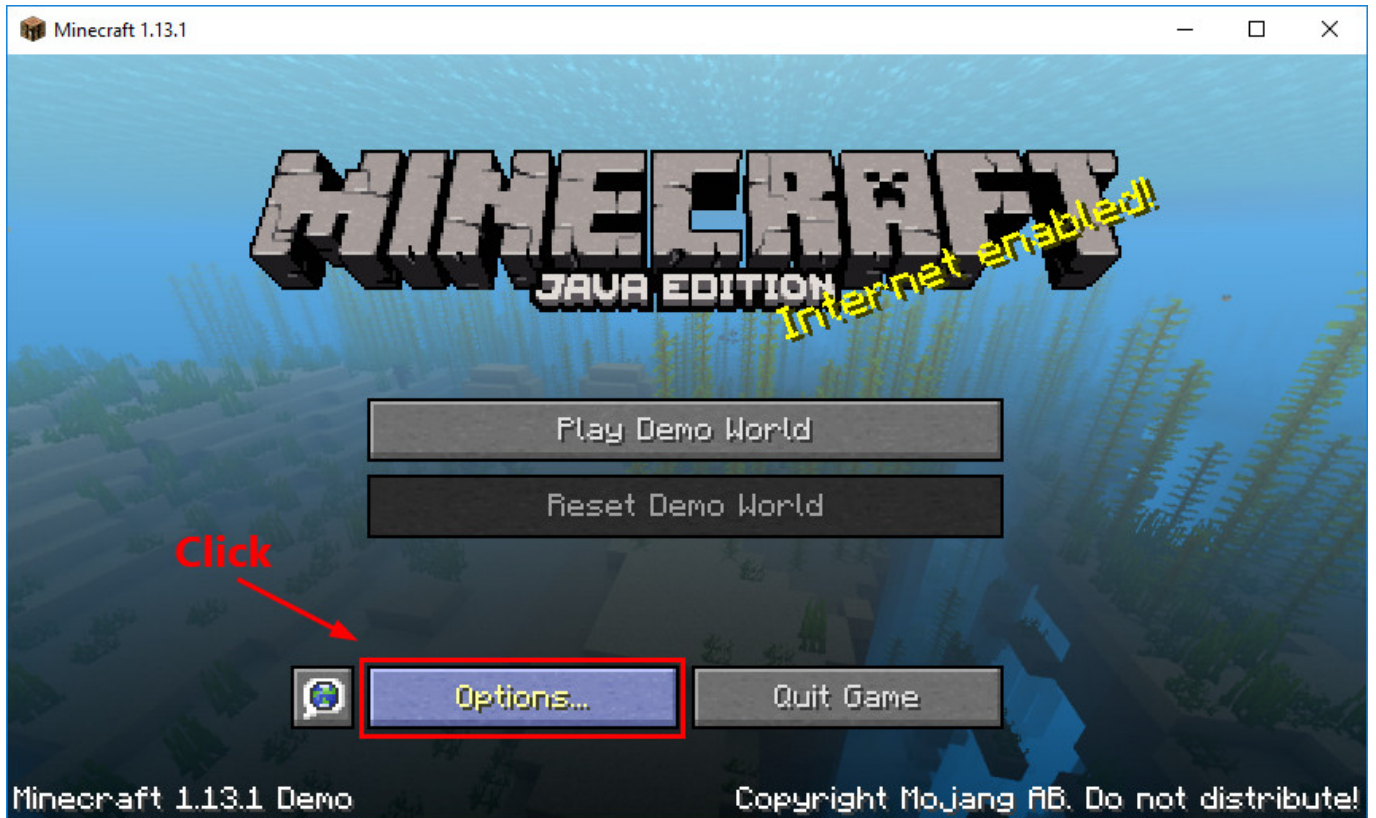 Minecraft 1.13.1
MINECRAFT
JAVA EDITION
Internet enabled!
Play Demo World
Reset Demo World
Click
Options...
Quit Game
Minecraft 1.13.1 Demo
Copyright Mojang AB. Do not distribute!